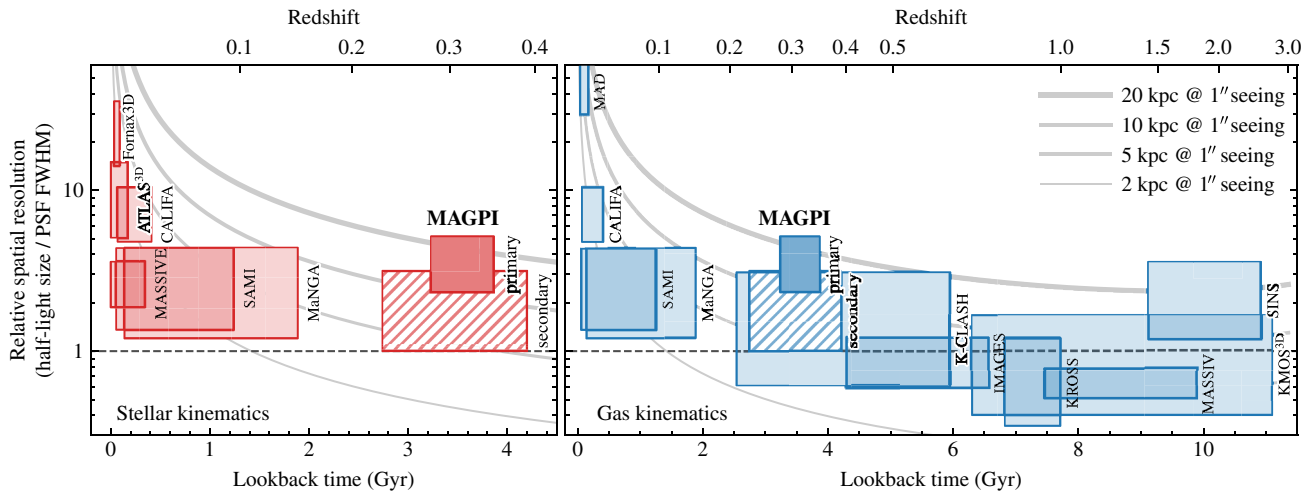 Redshift
0.1 0.2 0.3 0.4
Redshift
0.1 0.2 0.3 0.4 0.5 1.0 1.5 2.0 3.0
Relative spatial resolution
(half-light size / PSF FWHM)
10
1
Fornax3D
ATLAS3D
CALIFA
MASSIVE
SAMI
MaNGA
MAGPI
primary
secondary
Stellar kinematics
0 1 2 3 4
Lookback time (Gyr)
MAD
CALIFA
SAMI
MaNGA
MAGPI
primary
secondary
K-CLASH
IMAGES
KROSS
MASSIV
SINS
KMOS3D
20 kpc @ 1″ seeing
10 kpc @ 1″ seeing
5 kpc @ 1″ seeing
2 kpc @ 1″ seeing
Gas kinematics
0 2 4 6 8 10
Lookback time (Gyr)